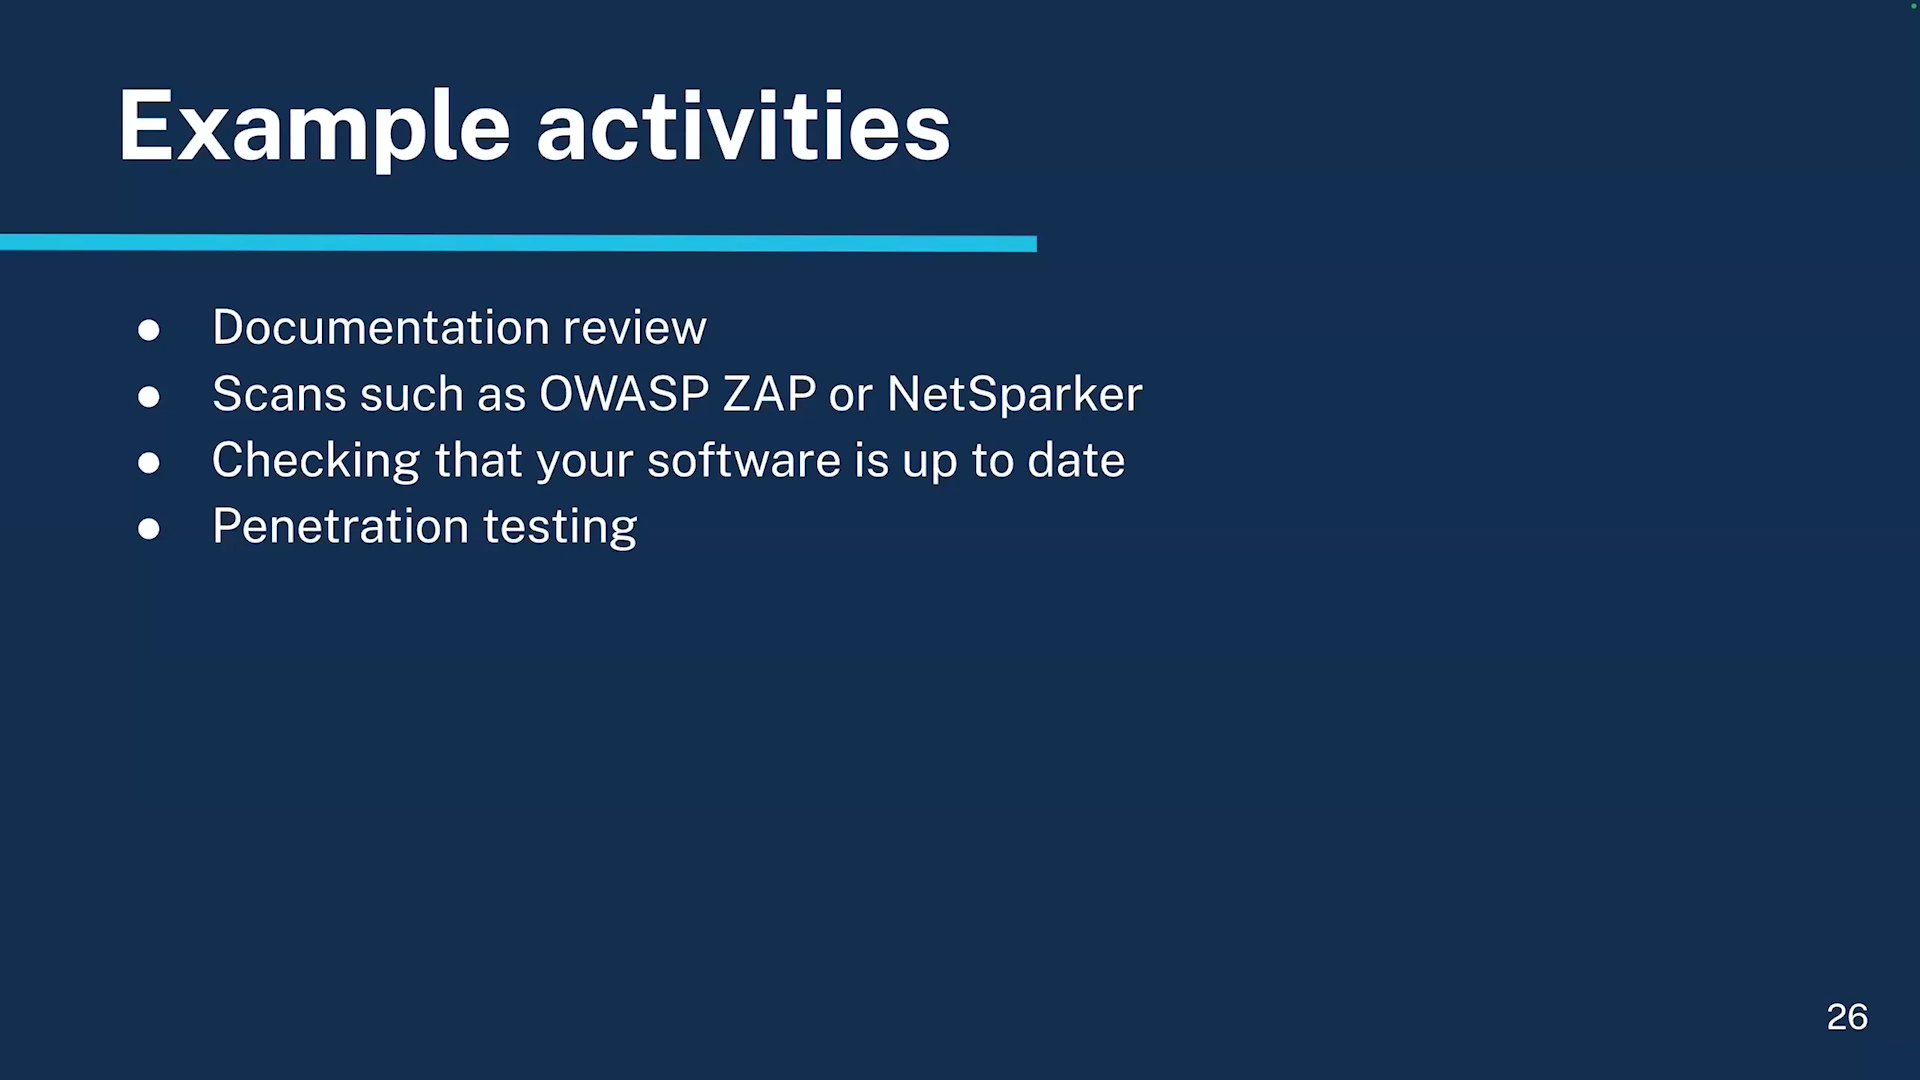 Example activities
● Documentation review
● Scans such as OWASP ZAP or NetSparker
● Checking that your software is up to date
● Penetration testing
26